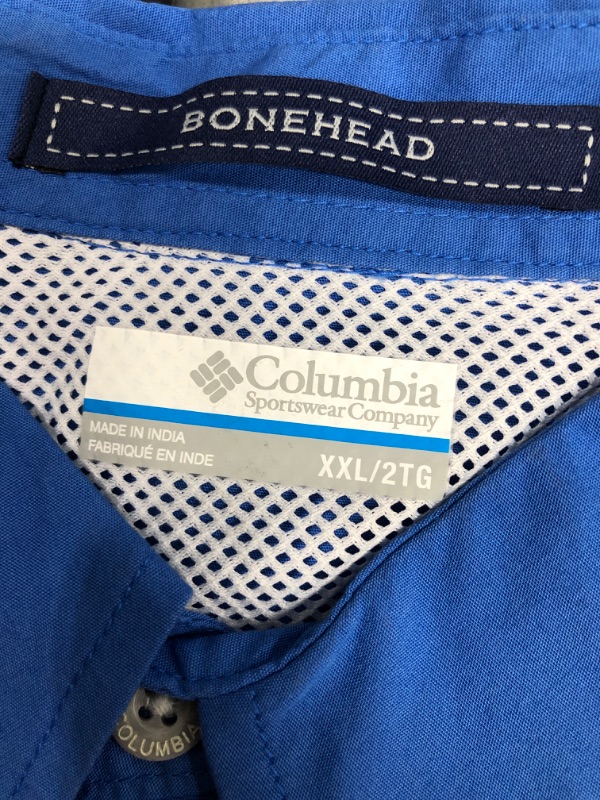 BONEHEAD
Columbia
Sportswear Company
MADE IN INDIA
FABRIQUÉ EN INDE
XXL/2TG
COLUMBIA